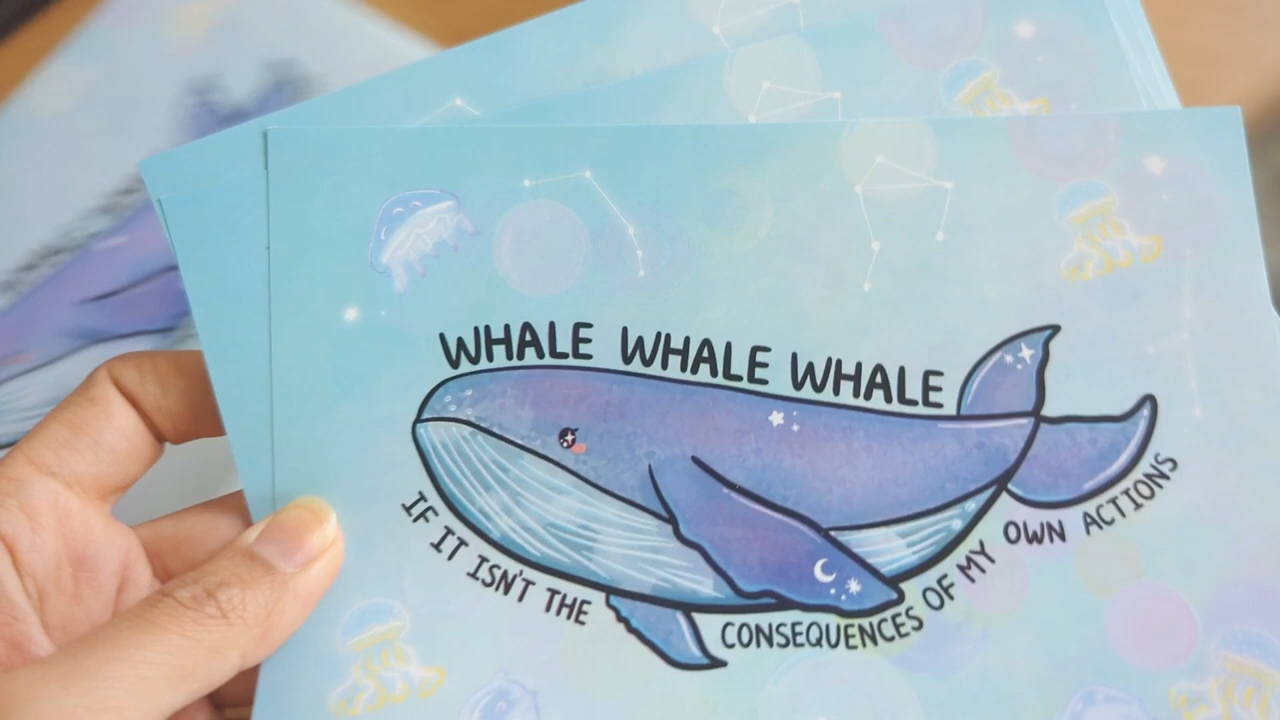 WHALE WHALE WHALE
IF IT ISN'T THE CONSEQUENCES OF MY OWN ACTIONS